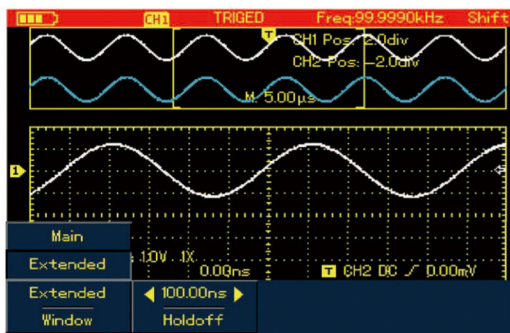 CH1 TRIGED Freq:99.9990kHz Shift
T
CH1 Pos: 2.0div
CH2 Pos: -2.0div
M: 5.00μs
1
Main
: 1.0V 1X
Extended
0.00ns T CH2 DC 0.00mV
Extended 100.00ns
Window Holdoff